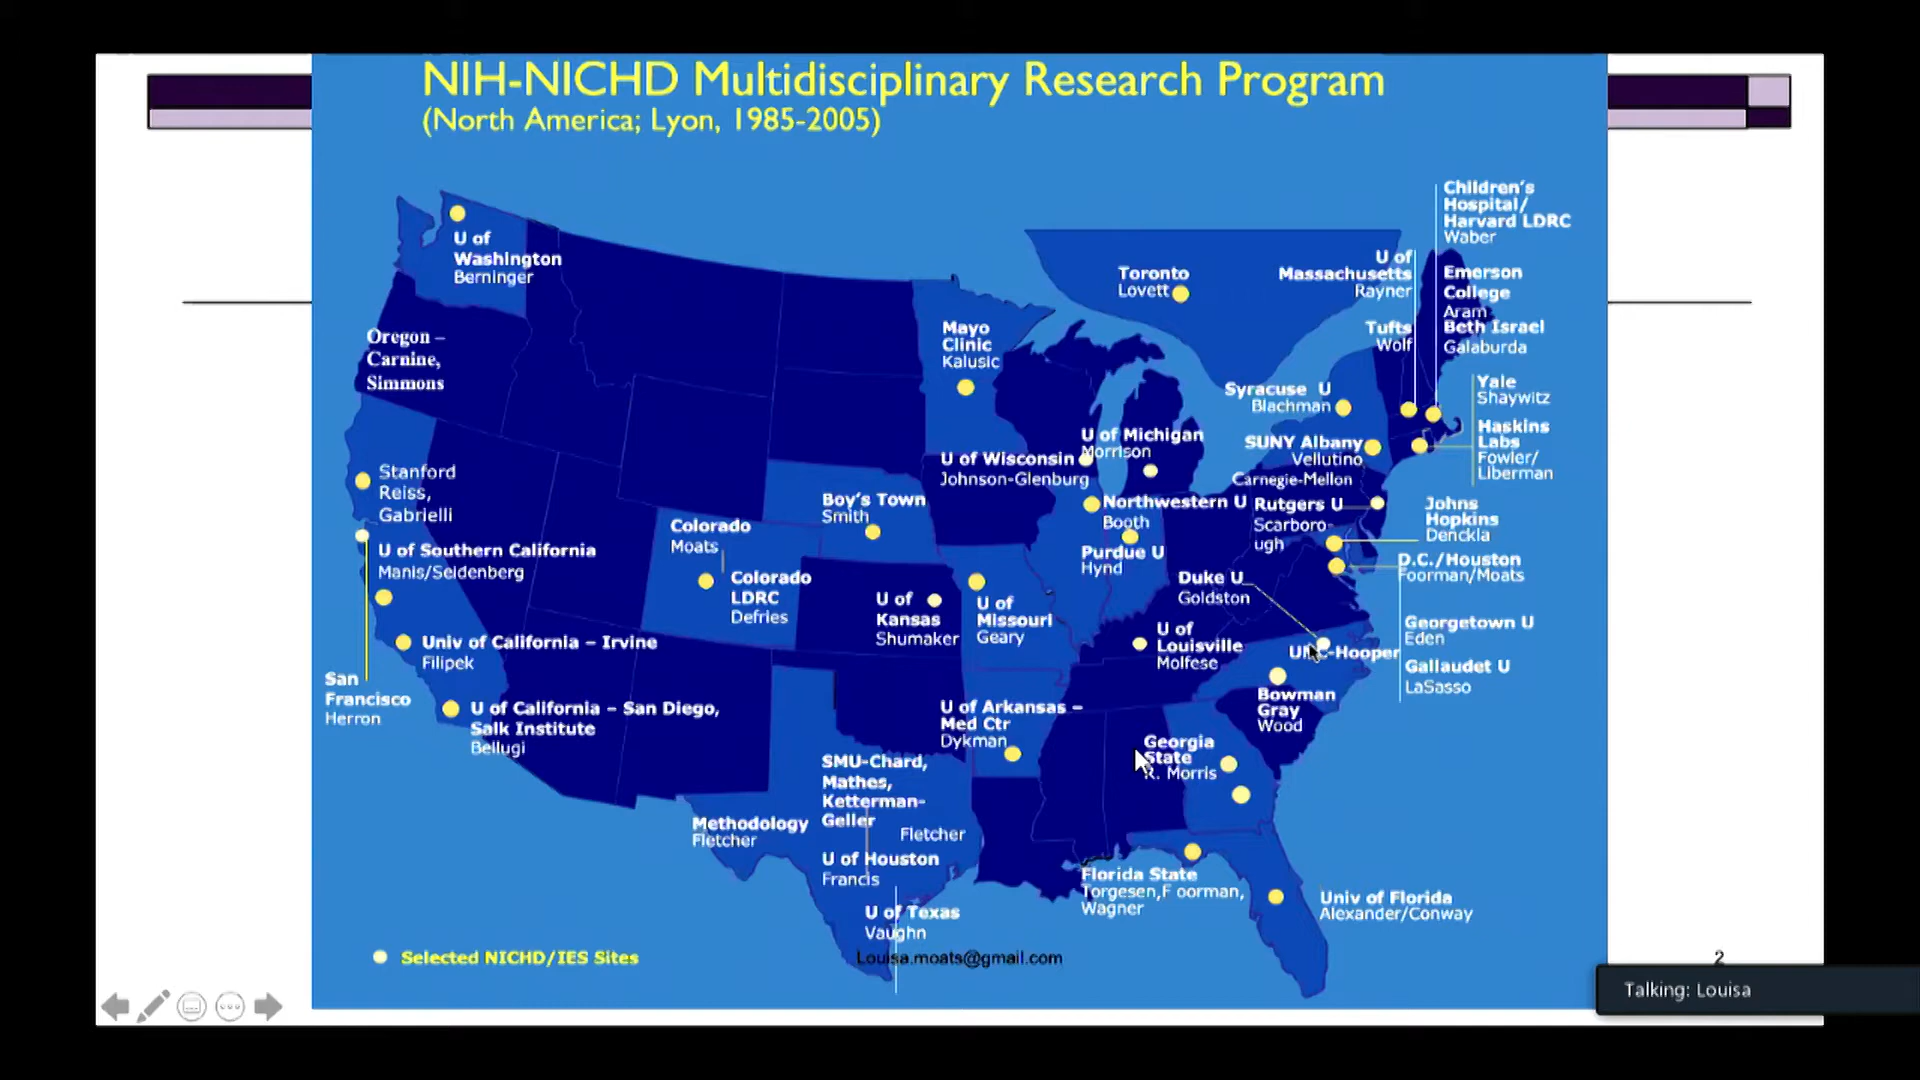 NIH-NICHD Multidisciplinary Research Program
(North America; Lyon, 1985-2005)
Children's
Hospital/
Harvard LDRC
Waber
U of
Washington
Berninger
U of
Massachusetts
Rayner
Toronto
Lovett
Emerson
College
Aram
Tufts
Wolf
Beth Israel
Galaburda
Oregon –
Carnine,
Simmons
Mayo
Clinic
Kalusic
Syracuse U
Blachman
Yale
Shaywitz
U of Michigan
Morrison
SUNY Albany
Vellutino
Haskins
Labs
Fowler/
Liberman
U of Wisconsin
Johnson-Glenburg
Carnegie-Mellon
Stanford
Reiss,
Gabrielli
Boy's Town
Smith
Northwestern U
Booth
Rutgers U
Scarboro-
ugh
Johns
Hopkins
Denckla
Colorado
Moats
U of Southern California
Manis/Seidenberg
Purdue U
Hynd
D.C./Houston
Foorman/Moats
Colorado
LDRC
Defries
U of
Kansas
Shumaker
U of
Missouri
Geary
Duke U
Goldston
U of
Louisville
Molfese
Georgetown U
Eden
Univ of California – Irvine
Filipek
-Hooper
Gallaudet U
LaSasso
San
Francisco
Herron
U of California – San Diego,
Salk Institute
Bellugi
U of Arkansas –
Med Ctr
Dykman
Bowman
Gray
Wood
Georgia
State
R. Morris
SMU-Chard,
Mathes,
Ketterman-
Geller
Methodology
Fletcher
Fletcher
U of Houston
Francis
Florida State
Torgesen,F oorman,
Wagner
Univ of Florida
Alexander/Conway
U of Texas
Vaughn
Selected NICHD/IES Sites
Louisa.moats@gmail.com
2
Talking: Louisa